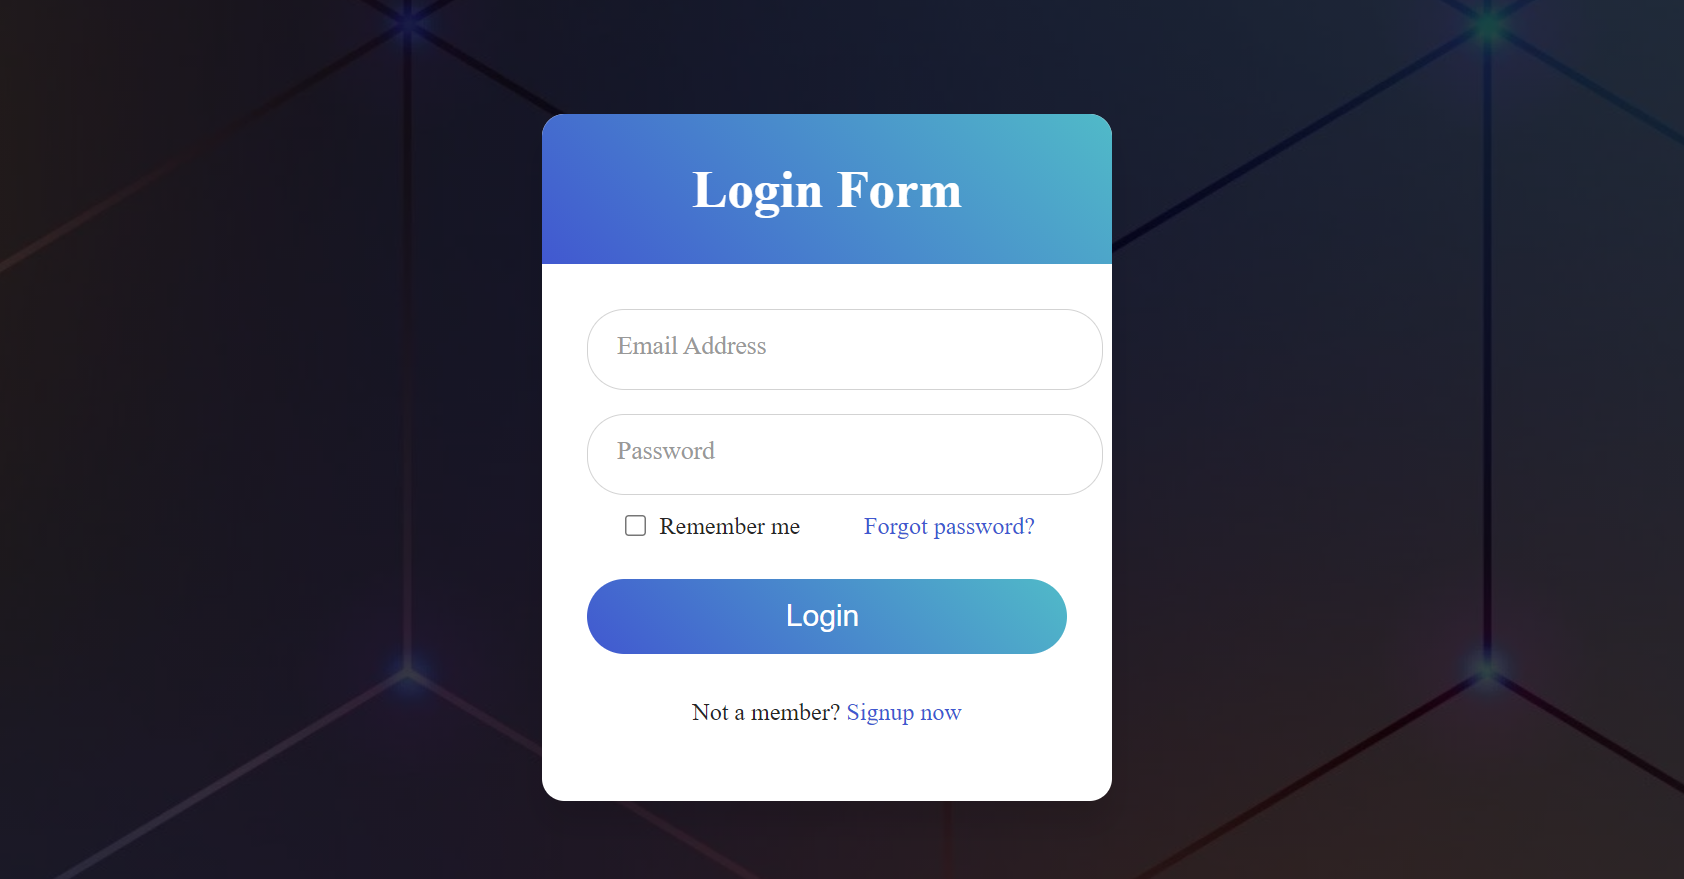 Login Form
Email Address
Password
Remember me Forgot password?
Login
Not a member? Signup now